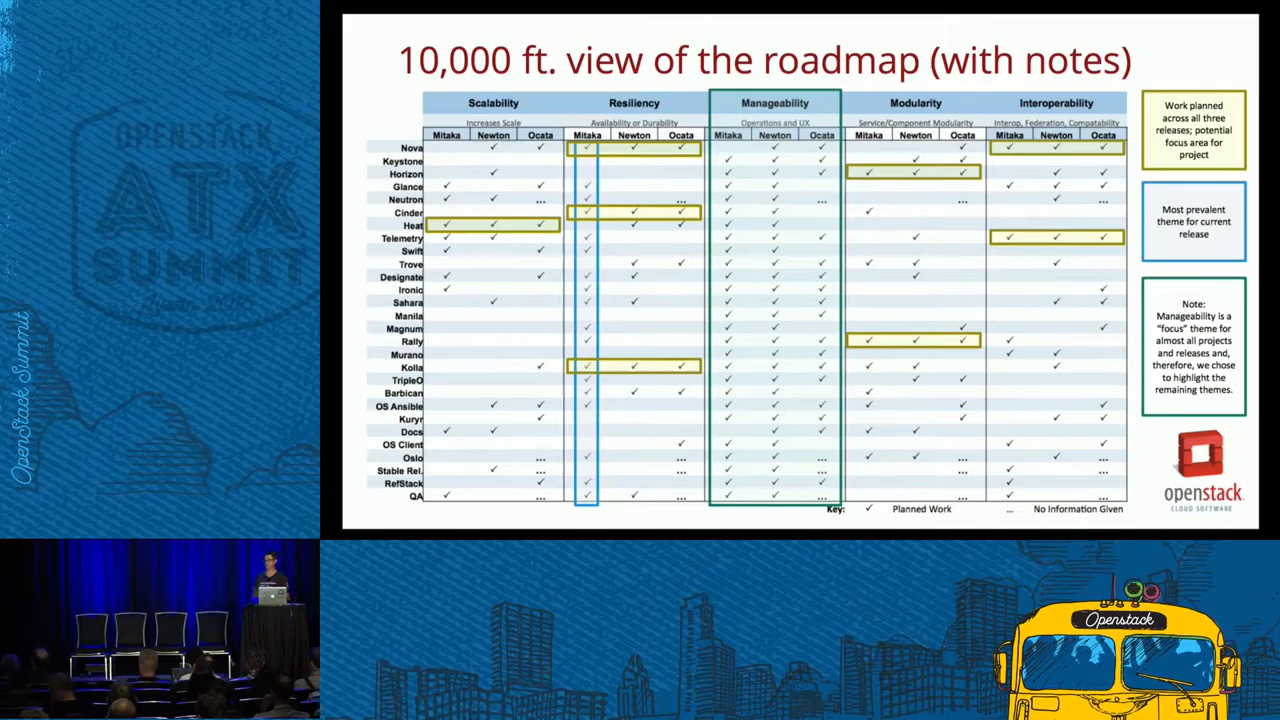 10,000 ft. view of the roadmap (with notes)
Scalability Resiliency Manageability Modularity Interoperability
Increases Scale Availability or Durability Operations and UX Service/Component Modularity Interop, Federation, Compatability
Mitaka Newton Ocata Mitaka Newton Ocata Mitaka Newton Ocata Mitaka Newton Ocata Mitaka Newton Ocata
Nova
Keystone
Horizon
Glance
Neutron
Cinder
Heat
Telemetry
Swift
Trove
Designate
Ironic
Sahara
Manila
Magnum
Rally
Murano
Kolla
TripleO
Barbican
OS Ansible
Kuryr
Docs
OS Client
Oslo
Stable Rel.
RefStack
QA
Key: ✓ Planned Work ... No Information Given
Work planned
across all three
releases; potential
focus area for
project
Most prevalent
theme for current
release
Note:
Manageability is a
"focus" theme for
almost all projects
and releases and,
therefore, we chose
to highlight the
remaining themes.
openstack
CLOUD SOFTWARE
ATX
SUMMIT
OpenStack Summit
Openstack